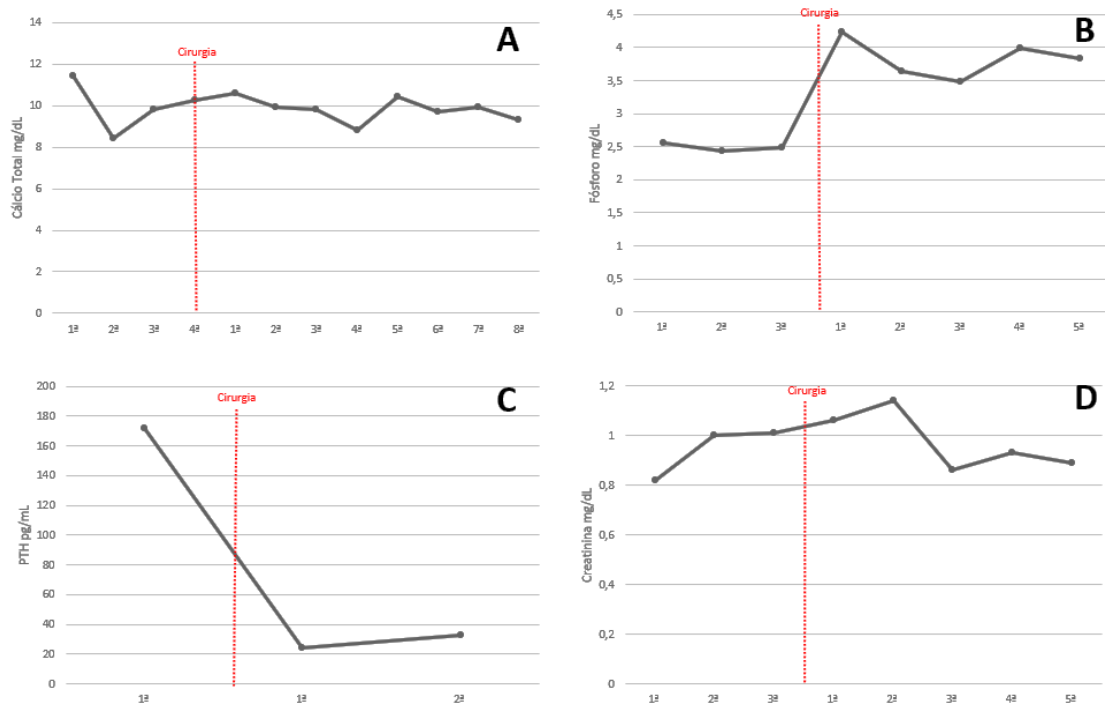 A
Cirurgia
Cálcio Total mg/dL
14
12
10
8
6
4
2
0
1ª 2ª 3ª 4ª 1ª 2ª 3ª 4ª 5ª 6ª 7ª 8ª
B
Cirurgia
Fósforo mg/dL
4,5
4
3,5
3
2,5
2
1,5
1
0,5
0
1ª 2ª 3ª 1ª 2ª 3ª 4ª 5ª
C
Cirurgia
PTH pg/mL
200
180
160
140
120
100
80
60
40
20
0
1ª 1ª 2ª
D
Cirurgia
Creatinina mg/dL
1,2
1
0,8
0,6
0,4
0,2
0
1ª 2ª 3ª 1ª 2ª 3ª 4ª 5ª